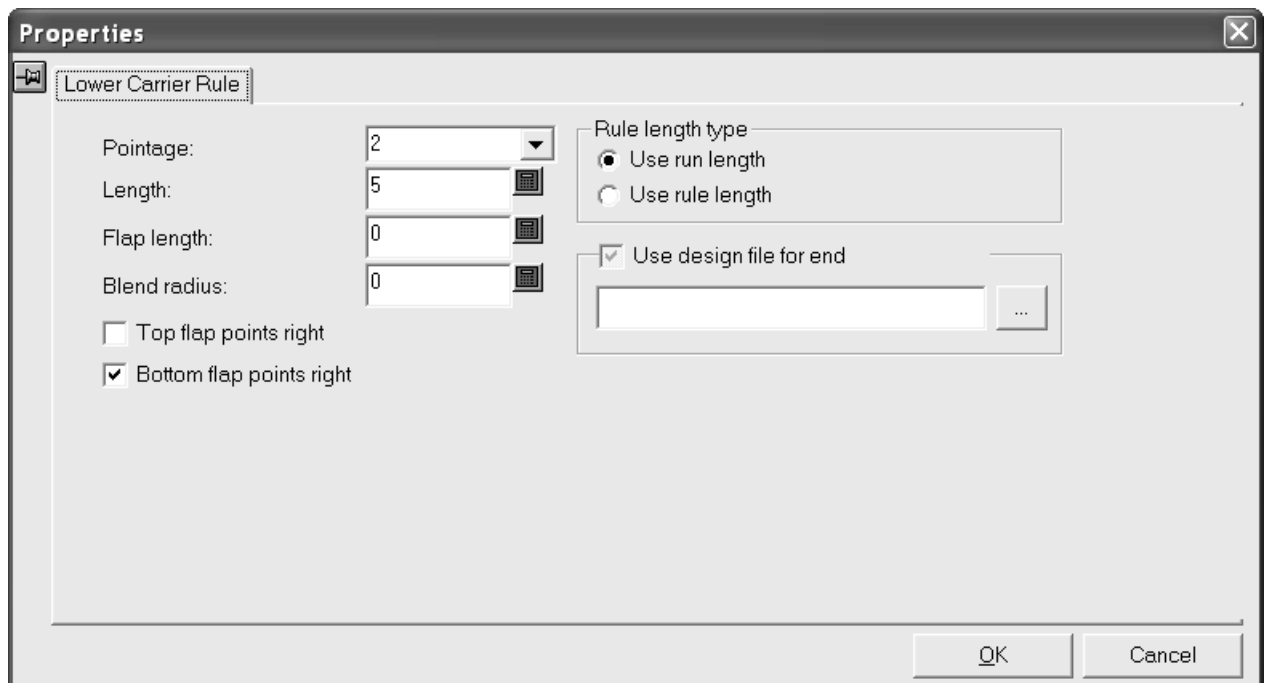 Properties
Lower Carrier Rule
Pointage:
2
Length:
5
Flap length:
0
Blend radius:
0
Top flap points right
Bottom flap points right
Rule length type
Use run length
Use rule length
Use design file for end
...
OK
Cancel